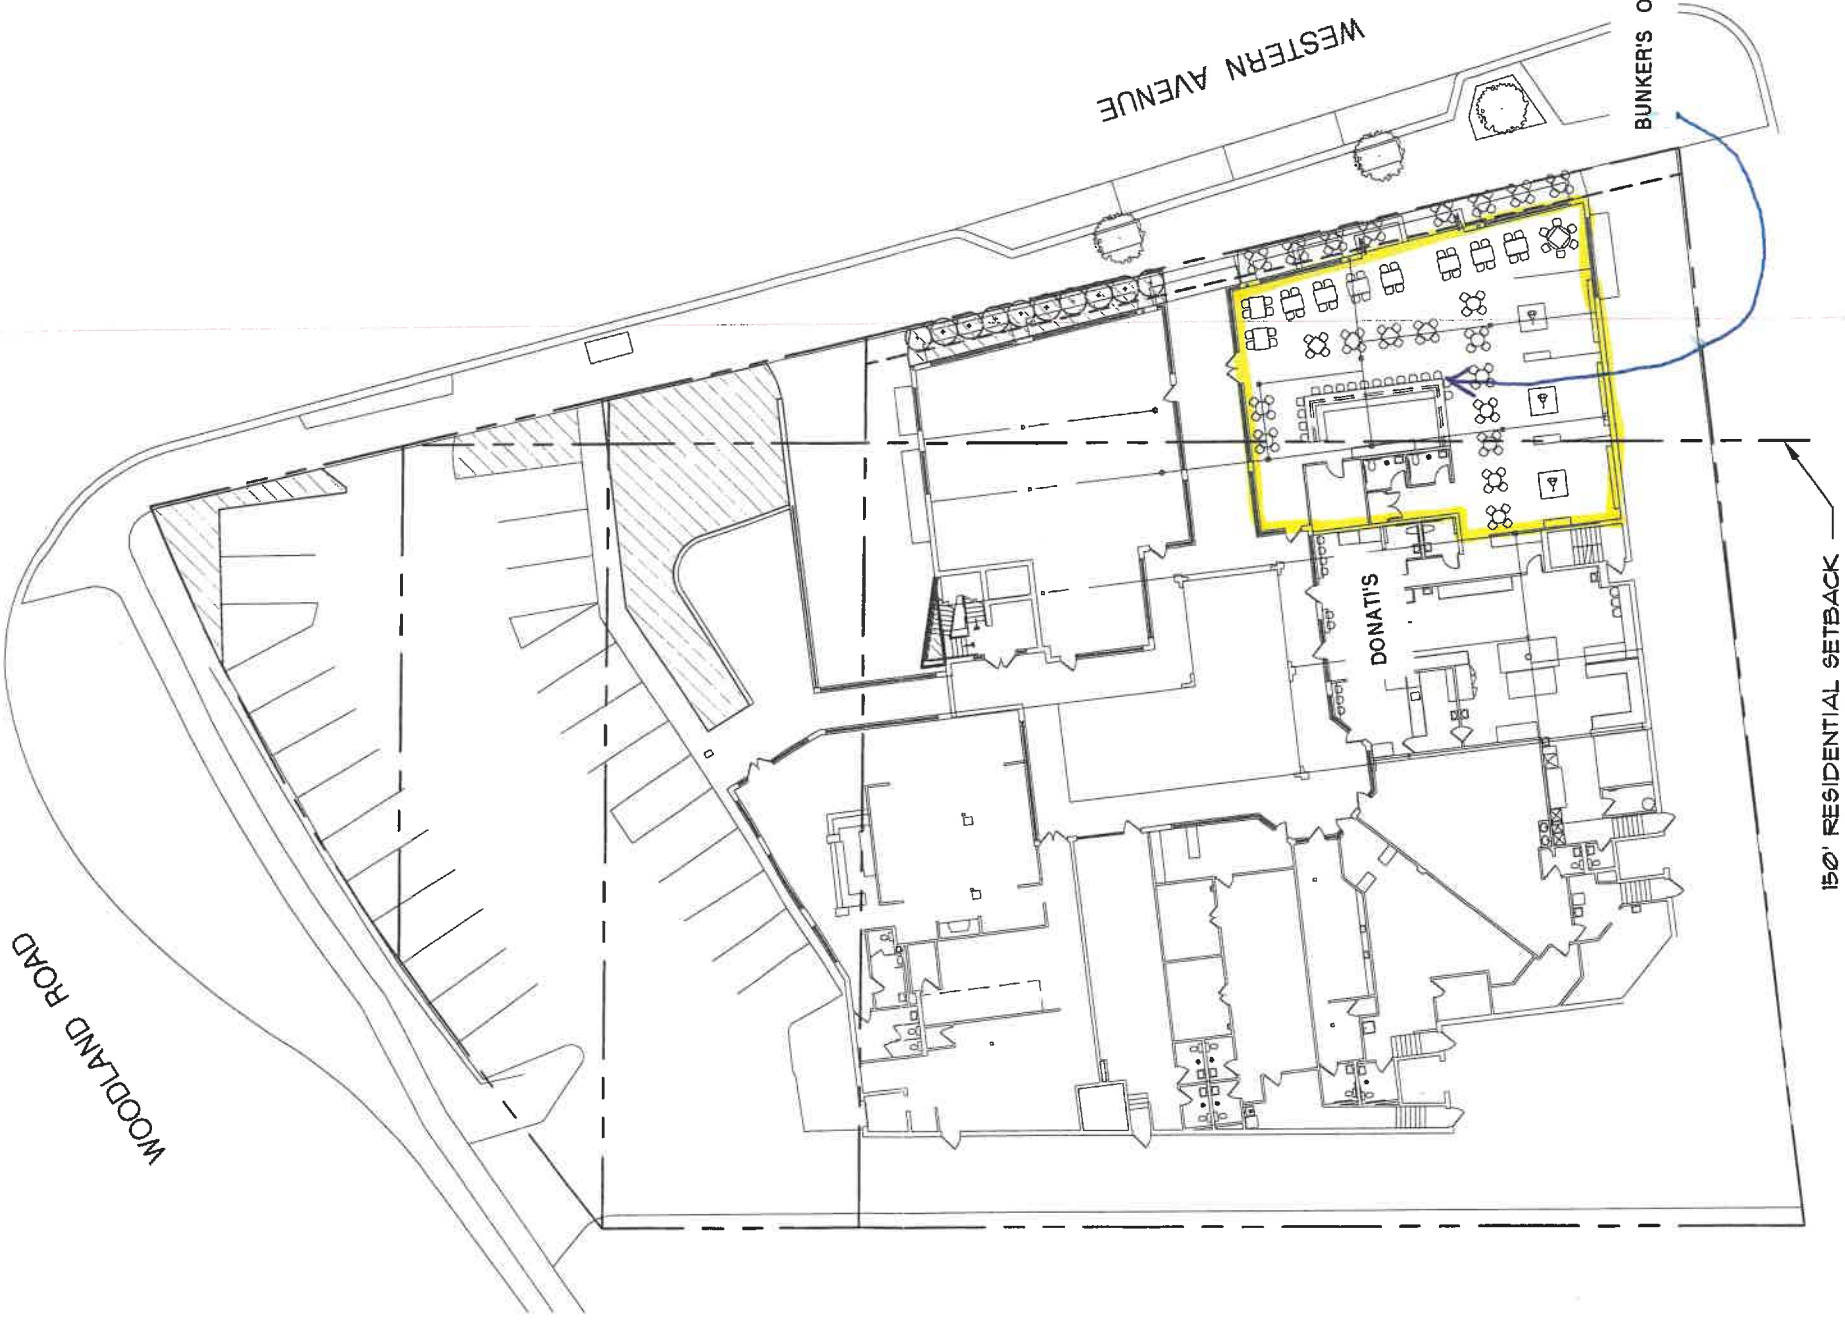 WESTERN AVENUE
BUNKER'S O
WOODLAND ROAD
DONATI'S
150' RESIDENTIAL SETBACK